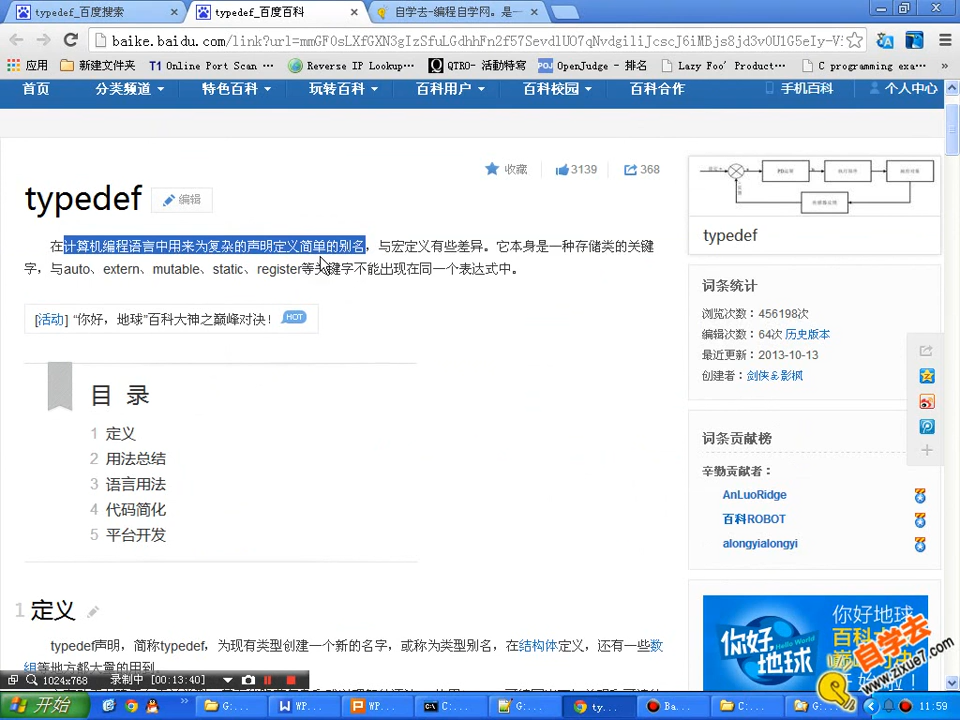 typedef_百度搜索
typedef_百度百科
自学去-编程自学网。是一
baike.baidu.com/link?url=mmGF0sLXfGXN3gIzSfuLGdhhFn2f57SevdlUO7qNvdgiliJcscJ6iMBjs8jd3v0U1G5eIy-V
应用 新建文件夹 T1 Online Port Scan ··· Reverse IP Lookup··· QTRO- 活動特寫 POJ OpenJudge - 排名 Lazy Foo' Product··· C programming exa··· »
首页 分类频道 特色百科 玩转百科 百科用户 百科校园 百科合作 手机百科 个人中心
收藏 3139 368
typedef 编辑
在计算机编程语言中用来为复杂的声明定义简单的别名，与宏定义有些差异。它本身是一种存储类的关键
字，与auto、extern、mutable、static、register等关键字不能出现在同一个表达式中。
[活动] “你好，地球”百科大神之巅峰对决！ HOT
目 录
1 定义
2 用法总结
3 语言用法
4 代码简化
5 平台开发
1 定义
typedef声明，简称typedef，为现有类型创建一个新的名字，或称为类型别名，在结构体定义，还有一些数
组等地方都大量的用到。
typedef
词条统计
浏览次数：456198次
编辑次数：64次 历史版本
最近更新：2013-10-13
创建者：剑侠&影枫
词条贡献榜
辛勤贡献者：
AnLuoRidge
百科ROBOT
alongyialongyi
你好地球
你好，
地球
自学去
www.zixue7.com
1024x768 录制中 [00:13:40]
开始 G:... WP... WP... C:... G:... ty... Ba... C:... G:... 11:59